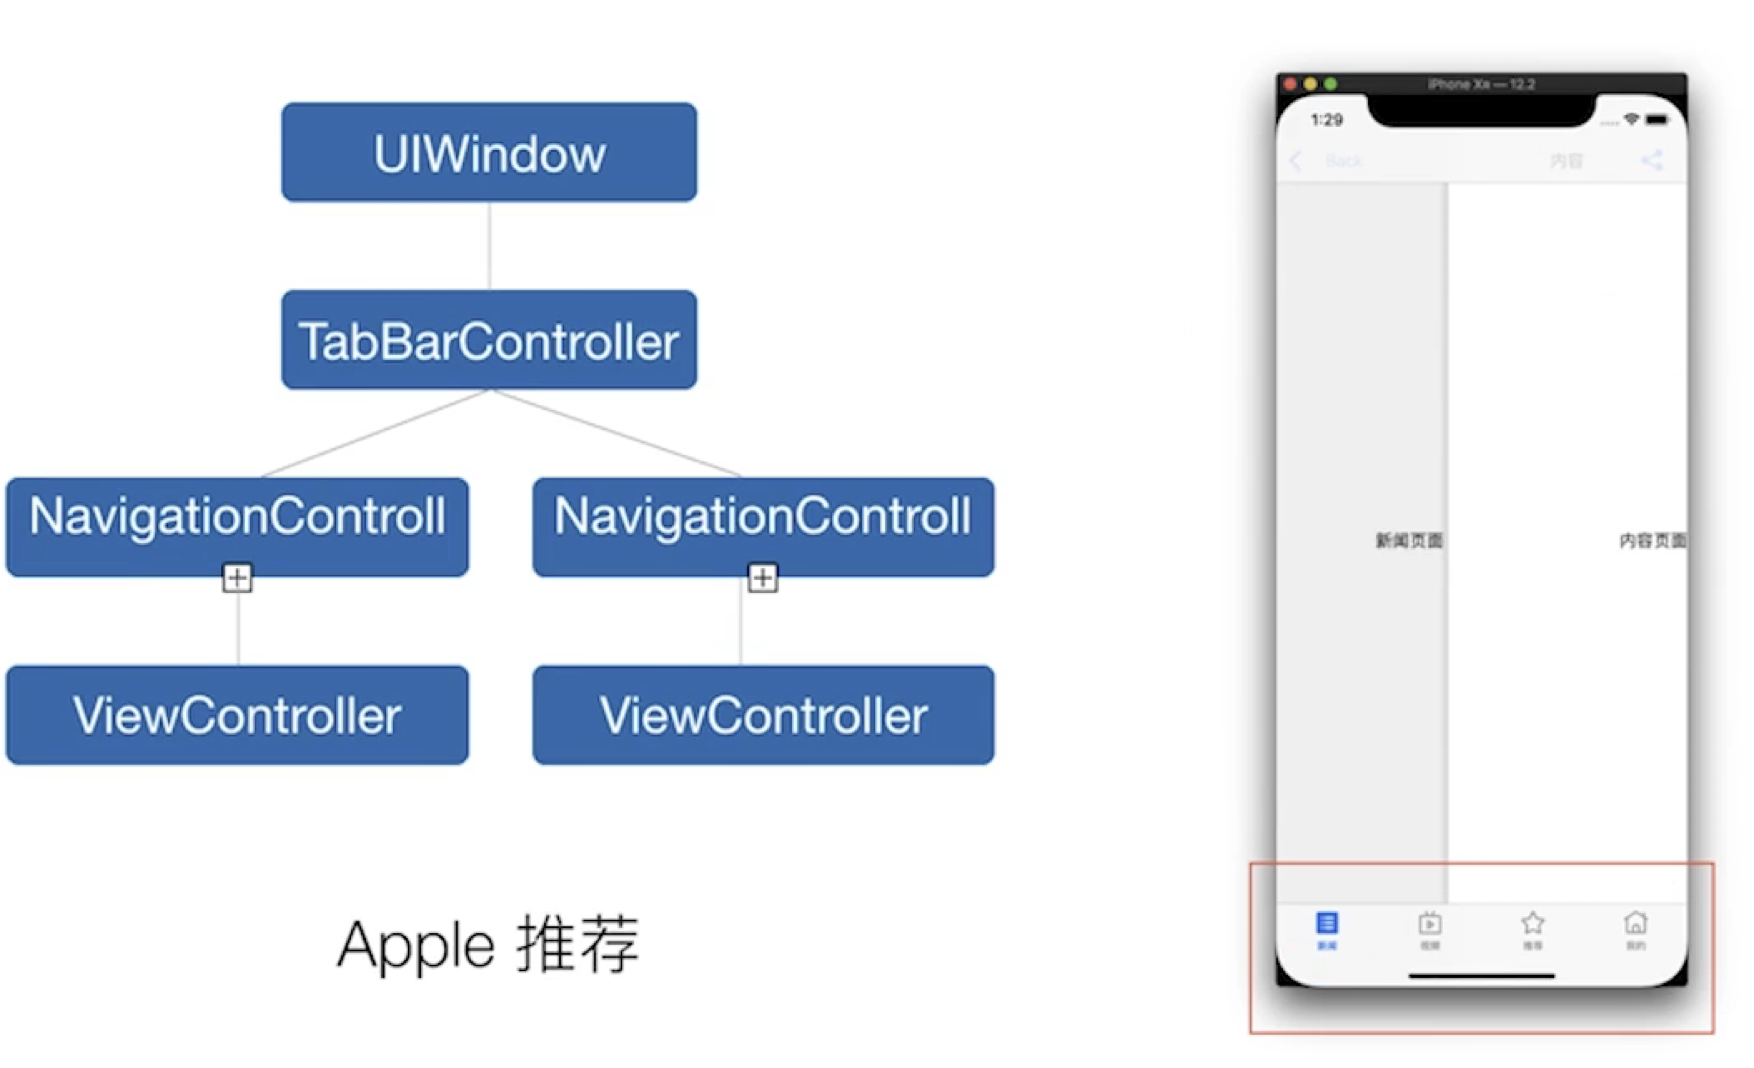 UIWindow
TabBarController
NavigationControll
NavigationControll
ViewController
ViewController
Apple 推荐
iPhone Xʀ — 12.2
1:29
Back
内容
新闻页面
内容页面
新闻
视频
推荐
我的